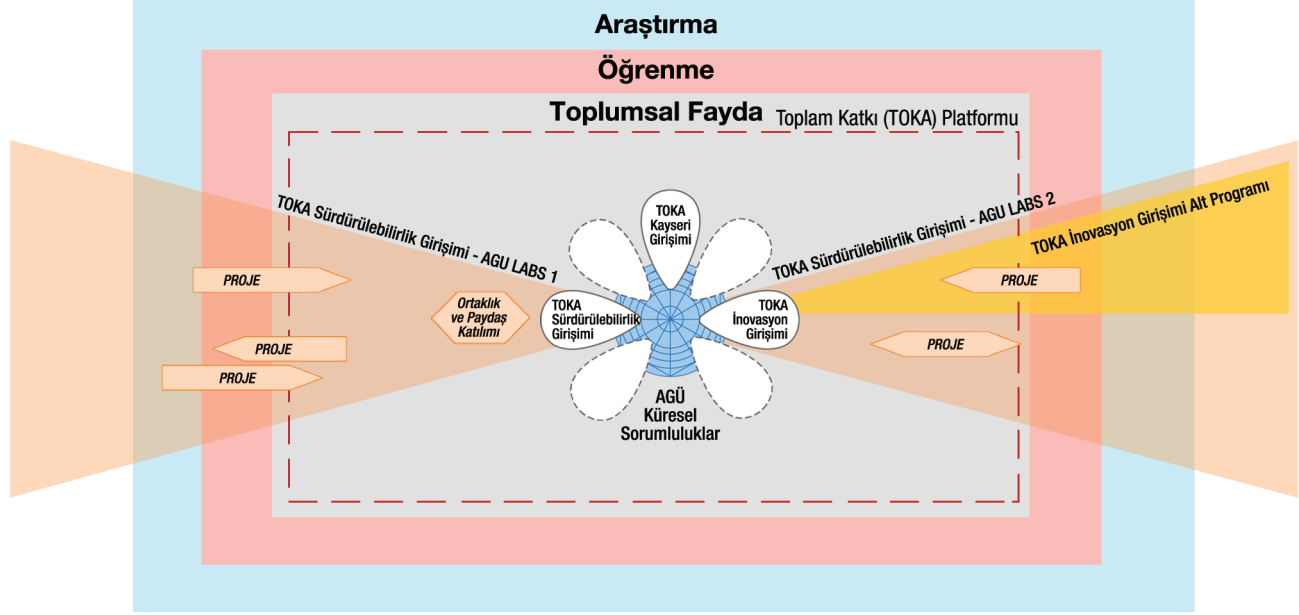 Araştırma
Öğrenme
Toplumsal Fayda
Toplam Katkı (TOKA) Platformu
TOKA Sürdürülebilirlik Girişimi - AGU LABS 1
TOKA
Kayseri
Girişimi
TOKA Sürdürülebilirlik Girişimi - AGU LABS 2
TOKA İnovasyon Girişimi Alt Programı
PROJE
Ortaklık
ve Paydaş
Katılımı
TOKA
Sürdürülebilirlik
Girişimi
TOKA
İnovasyon
Girişimi
PROJE
PROJE
PROJE
PROJE
AGÜ
Küresel
Sorumluluklar